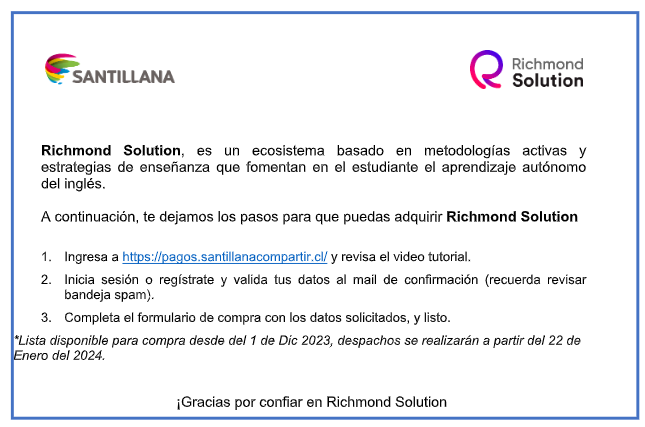 SANTILLANA
Richmond
Solution
Richmond Solution, es un ecosistema basado en metodologías activas y
estrategias de enseñanza que fomentan en el estudiante el aprendizaje autónomo
del inglés.
A continuación, te dejamos los pasos para que puedas adquirir Richmond Solution
1. Ingresa a https://pagos.santillanacompartir.cl/ y revisa el video tutorial.
2. Inicia sesión o regístrate y valida tus datos al mail de confirmación (recuerda revisar
bandeja spam).
3. Completa el formulario de compra con los datos solicitados, y listo.
*Lista disponible para compra desde del 1 de Dic 2023, despachos se realizarán a partir del 22 de
Enero del 2024.
¡Gracias por confiar en Richmond Solution